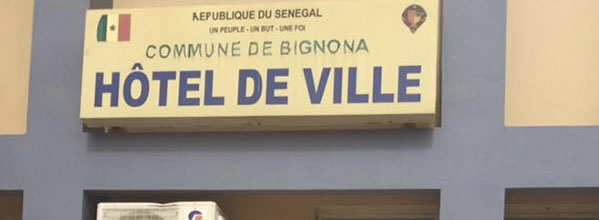 REPUBLIQUE DU SENEGAL
UN PEUPLE - UN BUT - UNE FOI
COMMUNE DE BIGNONA
HÔTEL DE VILLE